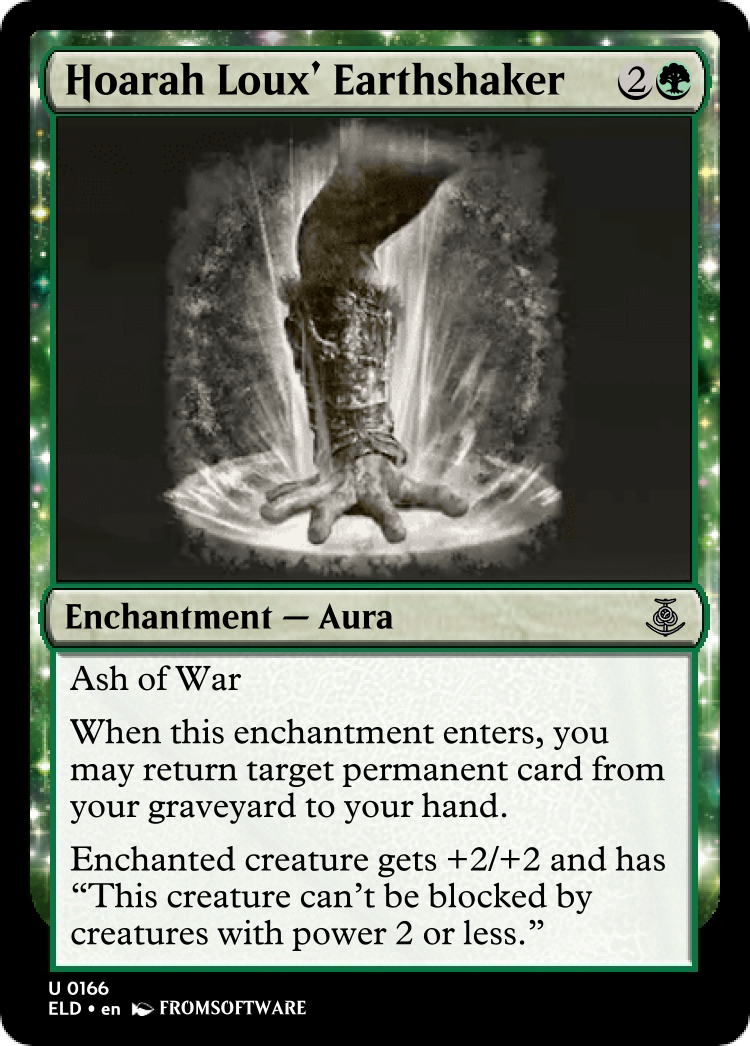 Hoarah Loux' Earthshaker 2
Enchantment — Aura
Ash of War
When this enchantment enters, you
may return target permanent card from
your graveyard to your hand.
Enchanted creature gets +2/+2 and has
“This creature can’t be blocked by
creatures with power 2 or less.”
U 0166
ELD • en FROMSOFTWARE